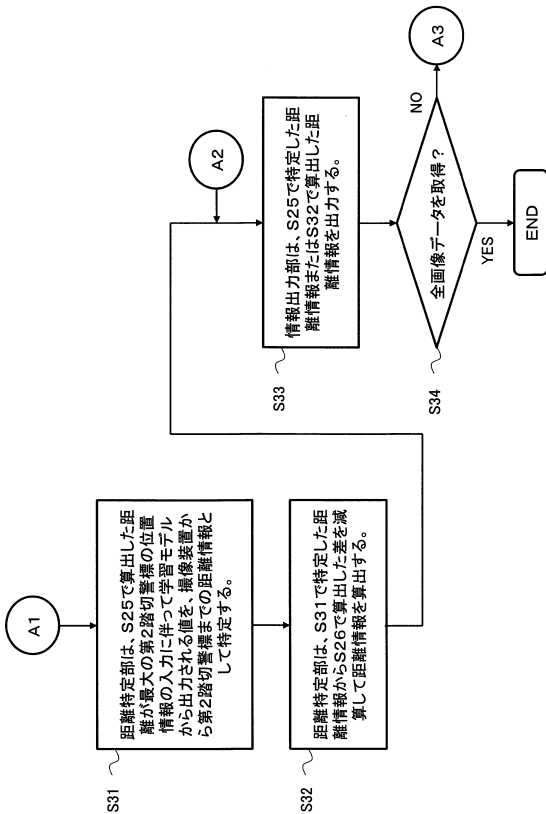 A1
S31
距離特定部は、S25で算出した距
離が最大の第2踏切警標の位置
情報の入力に伴って学習モデル
から出力される値を、撮像装置か
ら第2踏切警標までの距離情報と
して特定する。
S32
距離特定部は、S31で特定した距
離情報からS26で算出した差を減
算して距離情報を算出する。
A2
S33
情報出力部は、S25で特定した距
離情報またはS32で算出した距
離情報を出力する。
S34
全画像データを取得？
NO
A3
YES
END